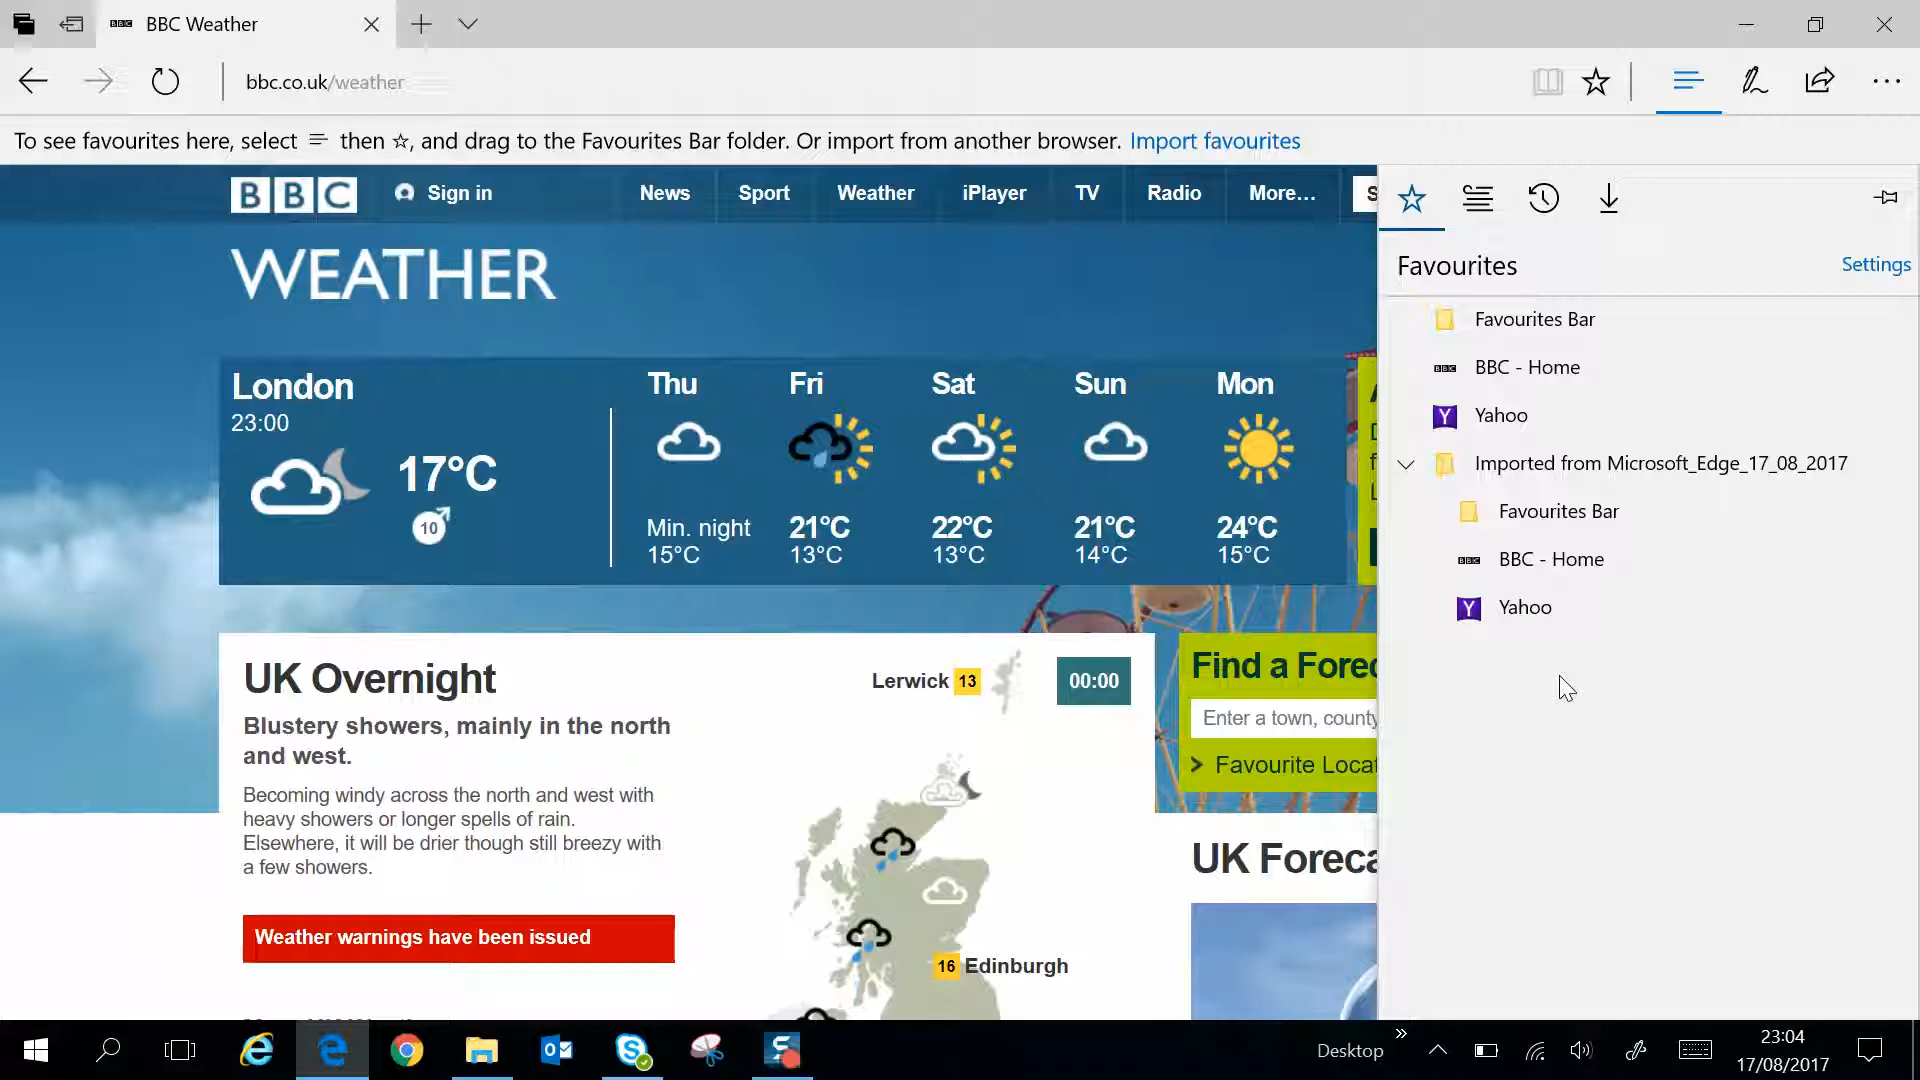 BBC Weather
bbc.co.uk/weather
To see favourites here, select then , and drag to the Favourites Bar folder. Or import from another browser. Import favourites
BBC Sign in News Sport Weather iPlayer TV Radio More... S
WEATHER
London
23:00
17°C
10
Thu
Min. night
15°C
Fri
21°C
13°C
Sat
22°C
13°C
Sun
21°C
14°C
Mon
24°C
15°C
UK Overnight
Blustery showers, mainly in the north
and west.
Becoming windy across the north and west with
heavy showers or longer spells of rain.
Elsewhere, it will be drier though still breezy with
a few showers.
Weather warnings have been issued
Lerwick 13
00:00
16 Edinburgh
Find a Forec
Enter a town, county
Favourite Locat
UK Foreca
Favourites
Settings
Favourites Bar
BBC - Home
Yahoo
Imported from Microsoft_Edge_17_08_2017
Favourites Bar
BBC - Home
Yahoo
Desktop
23:04
17/08/2017